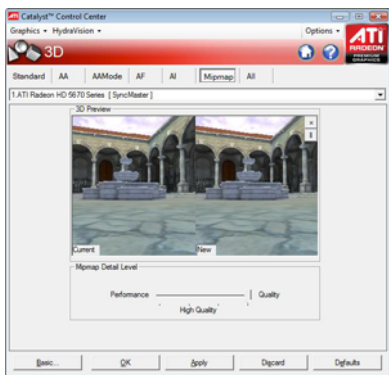 Catalyst™ Control Center
Graphics HydraVision Options
3D
ATI
RADEON
PREMIUM
GRAPHICS
Standard AA AAMode AF AI Mipmap All
1.ATI Radeon HD 5670 Series [ SyncMaster ]
3D Preview
Current New
Mipmap Detail Level
Performance Quality
High Quality
Basic... OK Apply Discard Defaults